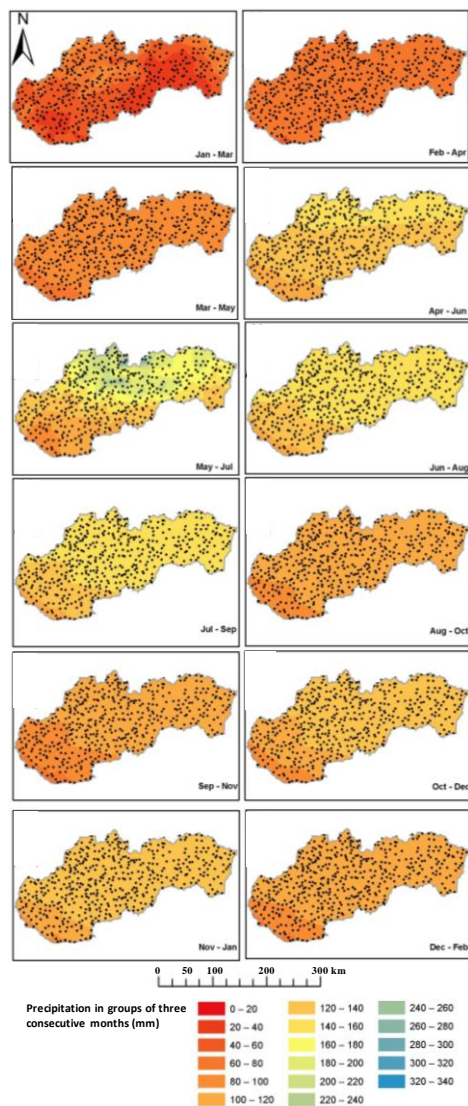 N
Jan - Mar
Feb - Apr
Mar - May
Apr - Jun
May - Jul
Jun - Aug
Jul - Sep
Aug - Oct
Sep - Nov
Oct - Dec
Nov - Jan
Dec - Feb
0 50 100 200 300 km
Precipitation in groups of three
consecutive months (mm)
0 – 20
20 – 40
40 – 60
60 – 80
80 – 100
100 – 120
120 – 140
140 – 160
160 – 180
180 – 200
200 – 220
220 – 240
240 – 260
260 – 280
280 – 300
300 – 320
320 – 340